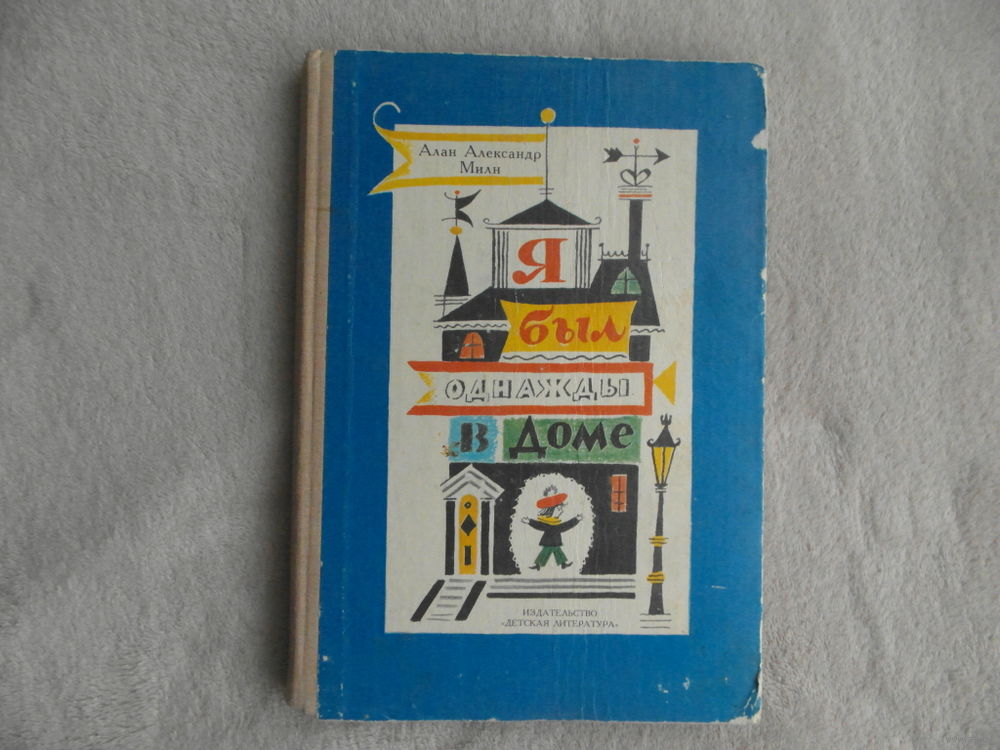 Алан Александр
Милн
Я
был
однажды
в Доме
ИЗДАТЕЛЬСТВО
«ДЕТСКАЯ ЛИТЕРАТУРА»